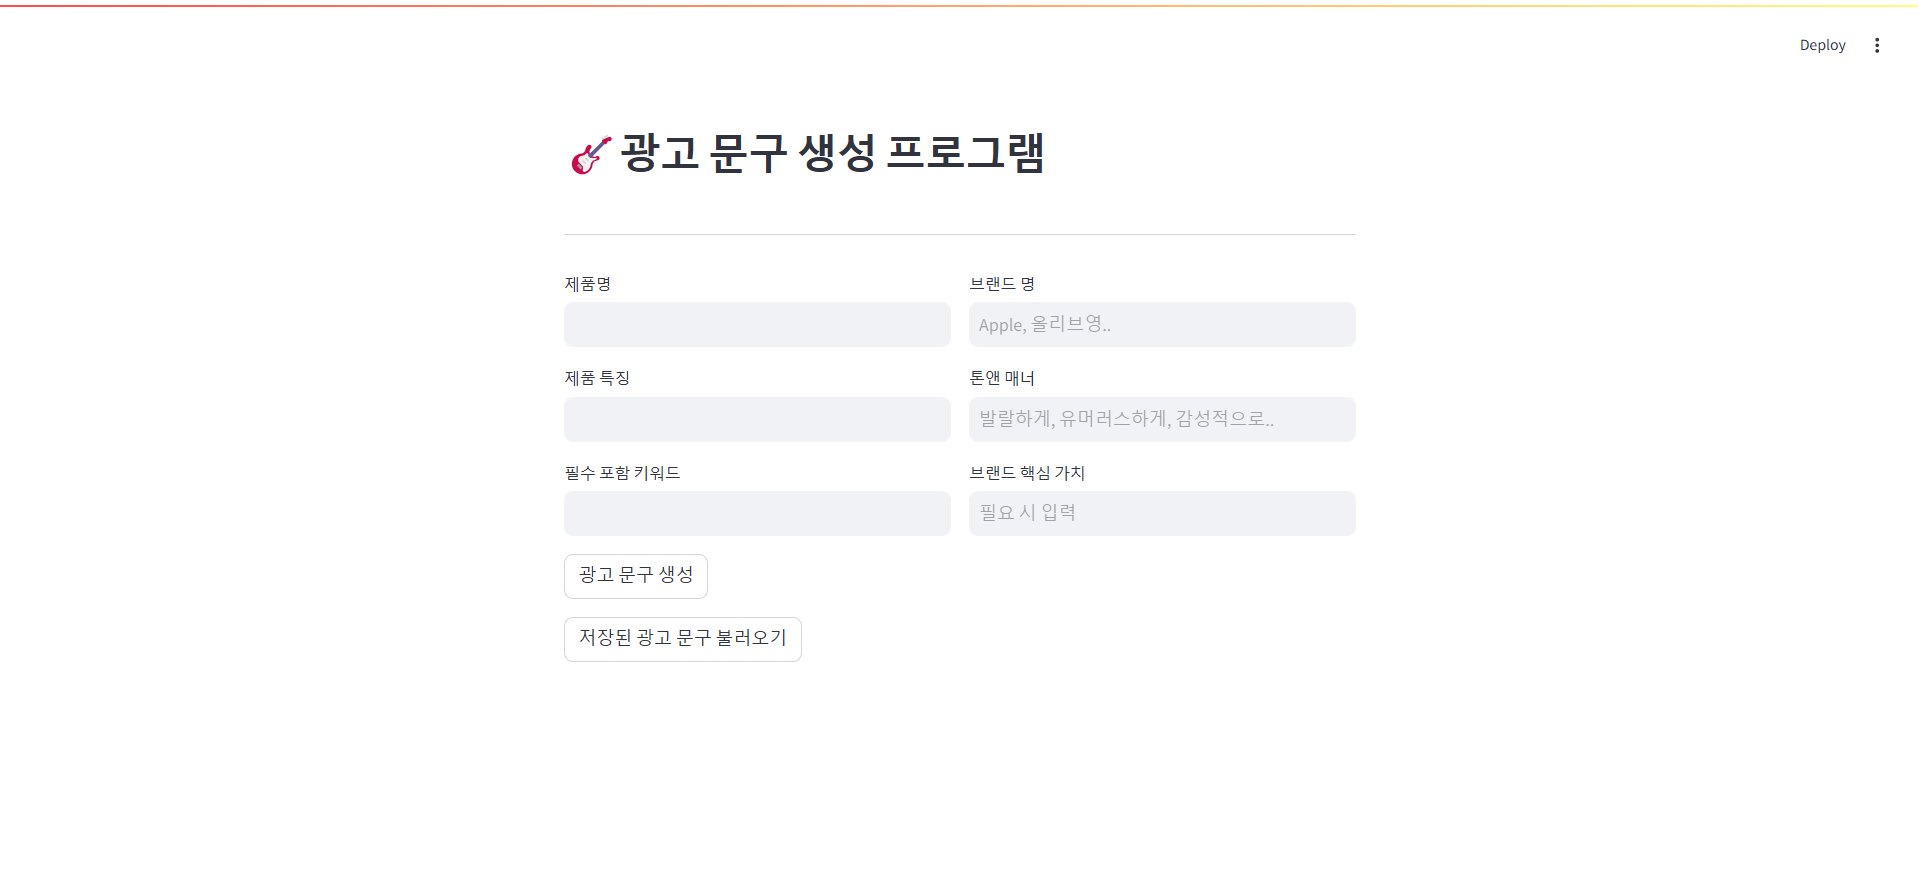 Deploy
광고 문구 생성 프로그램
제품명
브랜드 명
Apple, 올리브영..
제품 특징
톤앤 매너
발랄하게, 유머러스하게, 감성적으로..
필수 포함 키워드
브랜드 핵심 가치
필요 시 입력
광고 문구 생성
저장된 광고 문구 불러오기